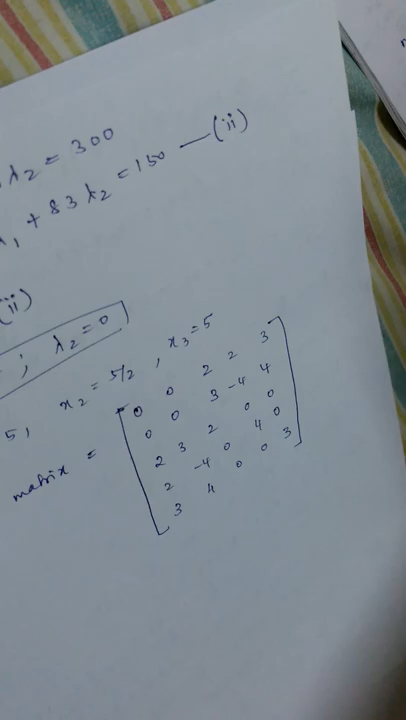 λ2 = 300
λ1 + 83 λ2 = 150 — (ii)
(ii)
; λ2 = 0
5, x2 = 5/2 , x3 = 5
matrix =
0 0 2 2 3
0 0 3 -4 4
2 3 2 0 0
2 -4 0 4 0
3 4 0 0 3